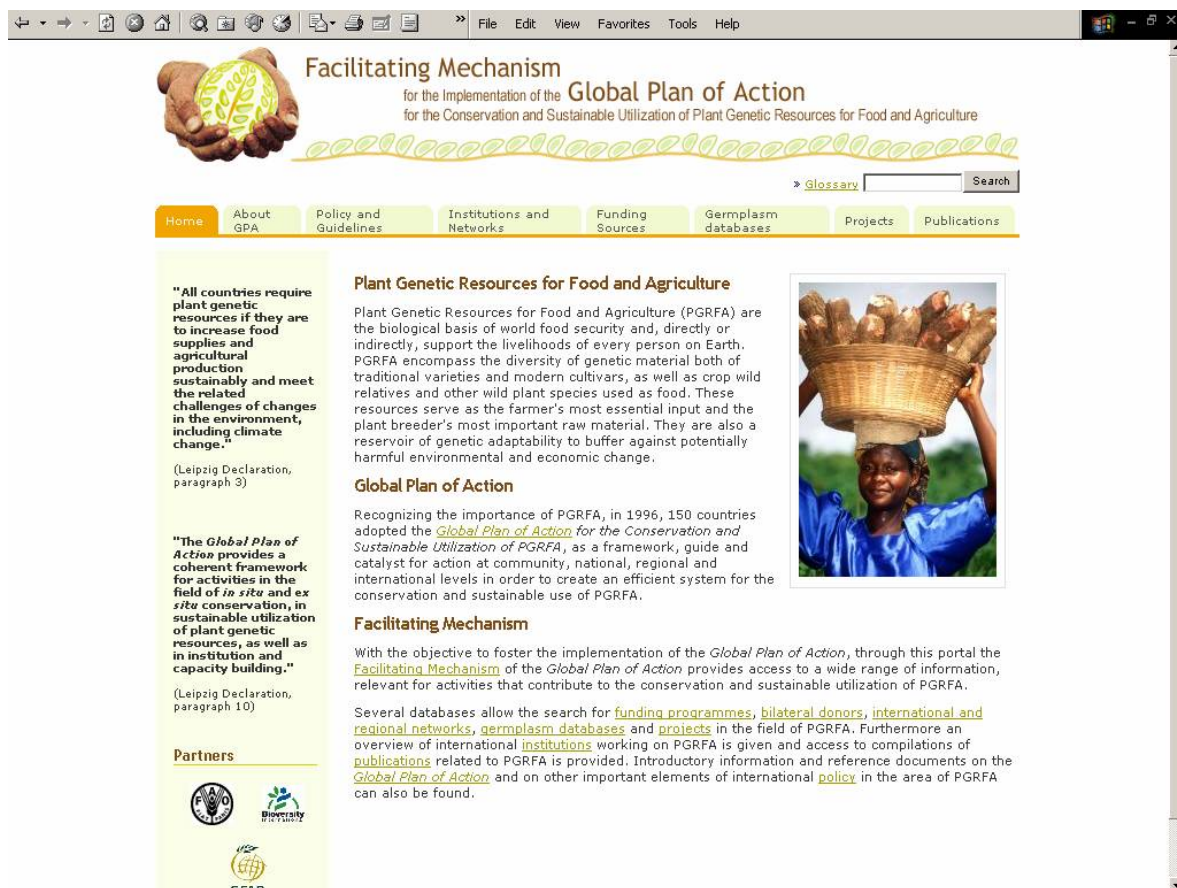 » File Edit View Favorites Tools Help
Facilitating Mechanism
for the Implementation of the Global Plan of Action
for the Conservation and Sustainable Utilization of Plant Genetic Resources for Food and Agriculture
» Glossary Search
Home
About
GPA
Policy and
Guidelines
Institutions and
Networks
Funding
Sources
Germplasm
databases
Projects
Publications
"All countries require
plant genetic
resources if they are
to increase food
supplies and
agricultural
production
sustainably and meet
the related
challenges of changes
in the environment,
including climate
change."
(Leipzig Declaration,
paragraph 3)
"The Global Plan of
Action provides a
coherent framework
for activities in the
field of in situ and ex
situ conservation, in
sustainable utilization
of plant genetic
resources, as well as
in institution and
capacity building."
(Leipzig Declaration,
paragraph 10)
Partners
FAO
FIAT PANIS
Bioversity
International
GFAR
Plant Genetic Resources for Food and Agriculture
Plant Genetic Resources for Food and Agriculture (PGRFA) are
the biological basis of world food security and, directly or
indirectly, support the livelihoods of every person on Earth.
PGRFA encompass the diversity of genetic material both of
traditional varieties and modern cultivars, as well as crop wild
relatives and other wild plant species used as food. These
resources serve as the farmer's most essential input and the
plant breeder's most important raw material. They are also a
reservoir of genetic adaptability to buffer against potentially
harmful environmental and economic change.
Global Plan of Action
Recognizing the importance of PGRFA, in 1996, 150 countries
adopted the Global Plan of Action for the Conservation and
Sustainable Utilization of PGRFA, as a framework, guide and
catalyst for action at community, national, regional and
international levels in order to create an efficient system for the
conservation and sustainable use of PGRFA.
Facilitating Mechanism
With the objective to foster the implementation of the Global Plan of Action, through this portal the
Facilitating Mechanism of the Global Plan of Action provides access to a wide range of information,
relevant for activities that contribute to the conservation and sustainable utilization of PGRFA.
Several databases allow the search for funding programmes, bilateral donors, international and
regional networks, germplasm databases and projects in the field of PGRFA. Furthermore an
overview of international institutions working on PGRFA is given and access to compilations of
publications related to PGRFA is provided. Introductory information and reference documents on the
Global Plan of Action and on other important elements of international policy in the area of PGRFA
can also be found.